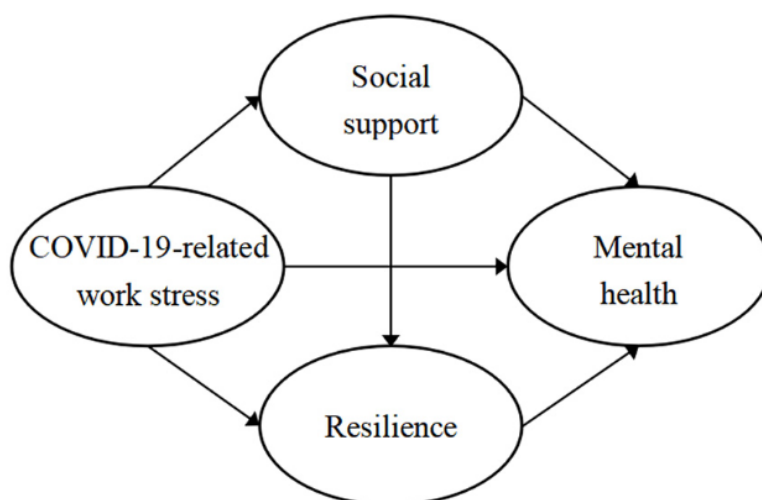 Social
support
COVID-19-related
work stress
Mental
health
Resilience